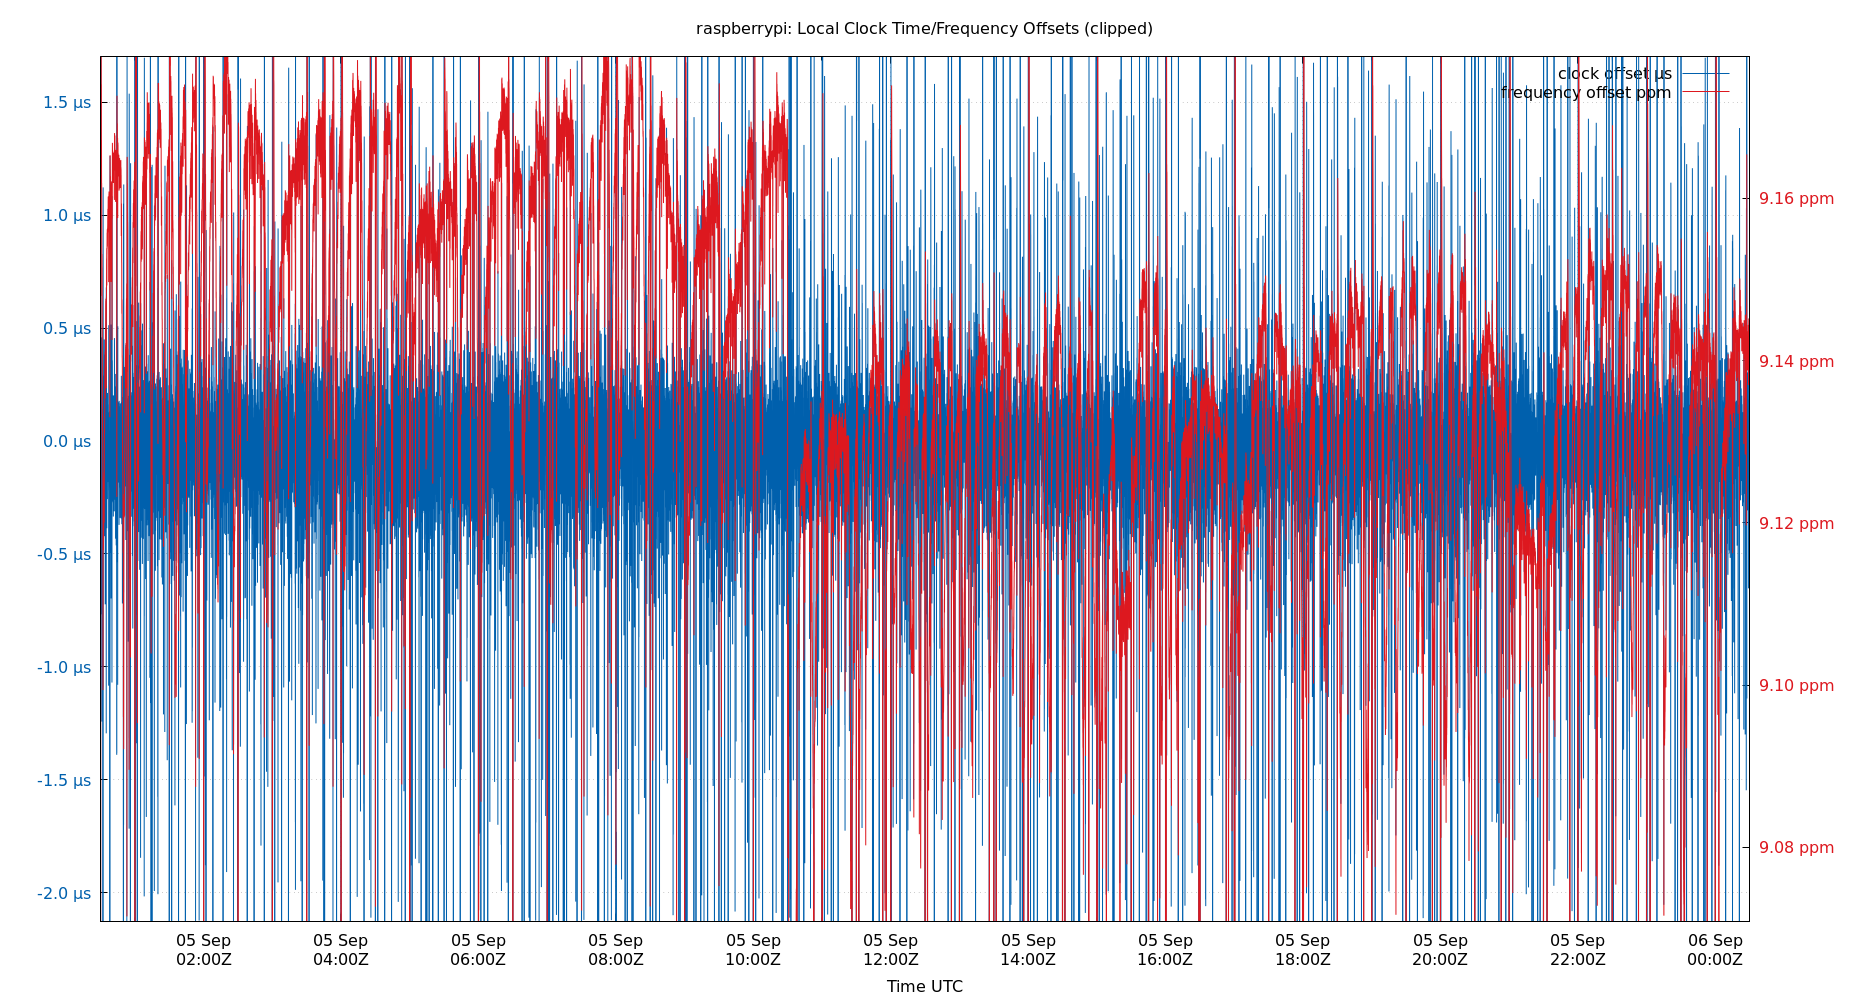 raspberrypi: Local Clock Time/Frequency Offsets (clipped)
clock offset µs
frequency offset ppm
1.5 µs
1.0 µs
0.5 µs
0.0 µs
-0.5 µs
-1.0 µs
-1.5 µs
-2.0 µs
9.16 ppm
9.14 ppm
9.12 ppm
9.10 ppm
9.08 ppm
05 Sep 05 Sep 05 Sep 05 Sep 05 Sep 05 Sep 05 Sep 05 Sep 05 Sep 05 Sep 05 Sep 06 Sep
02:00Z 04:00Z 06:00Z 08:00Z 10:00Z 12:00Z 14:00Z 16:00Z 18:00Z 20:00Z 22:00Z 00:00Z
Time UTC